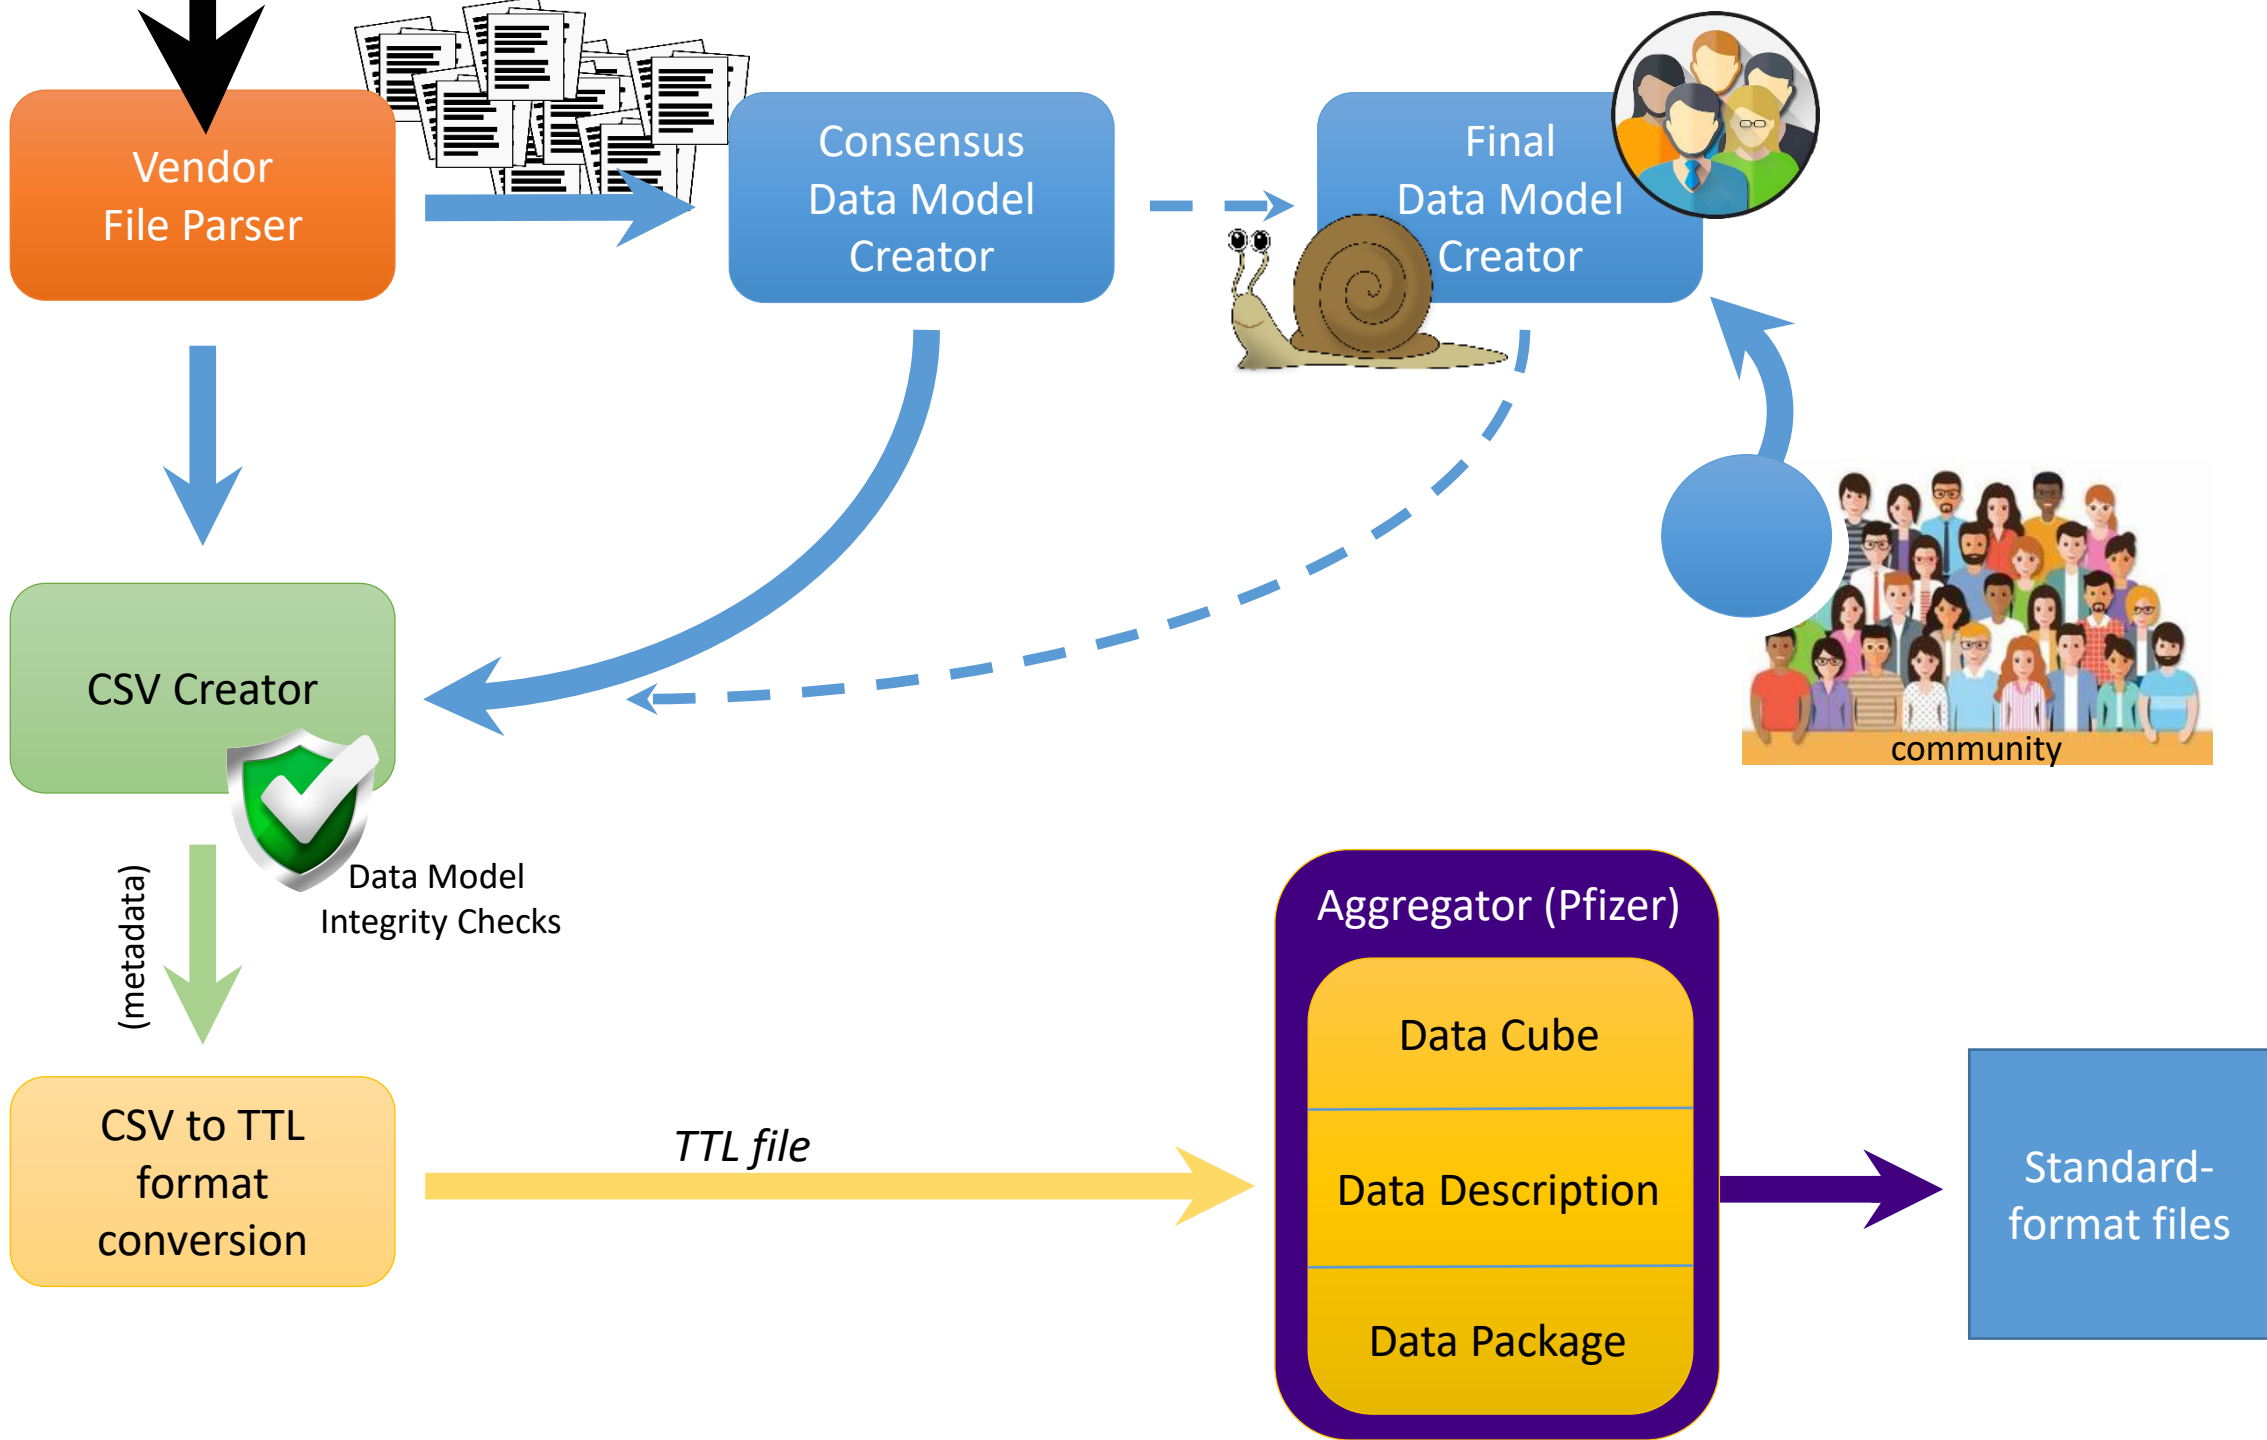 Vendor
File Parser
Consensus
Data Model
Creator
Final
Data Model
Creator
CSV Creator
community
(metadata)
Data Model
Integrity Checks
Aggregator (Pfizer)
Data Cube
Data Description
Data Package
CSV to TTL
format
conversion
TTL file
Standard-
format files